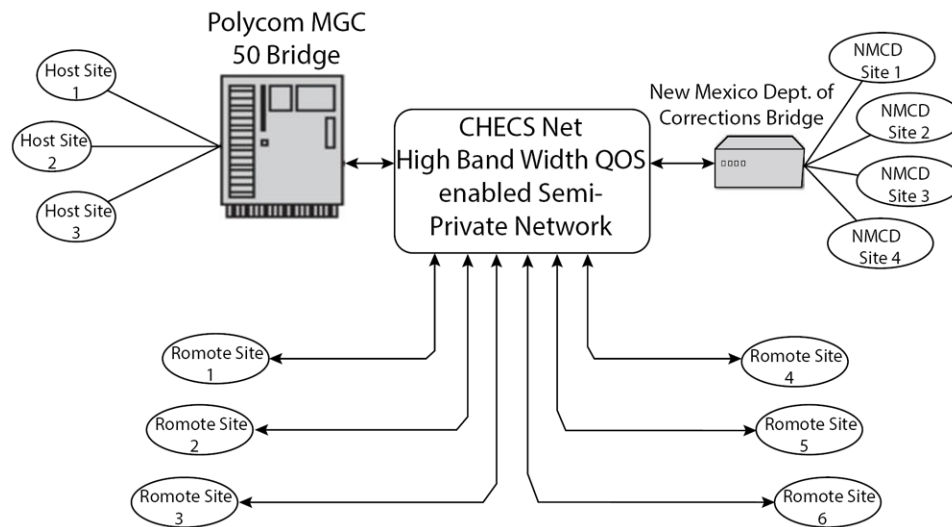 Polycom MGC
50 Bridge
Host Site
1
Host Site
2
Host Site
3
CHECS Net
High Band Width QOS
enabled Semi-
Private Network
New Mexico Dept. of
Corrections Bridge
NMCD
Site 1
NMCD
Site 2
NMCD
Site 3
NMCD
Site 4
Romote Site
1
Romote Site
2
Romote Site
3
Romote Site
4
Romote Site
5
Romote Site
6